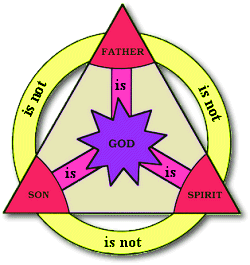 FATHER
is not
is
is not
GOD
is
is
SON
SPIRIT
is not